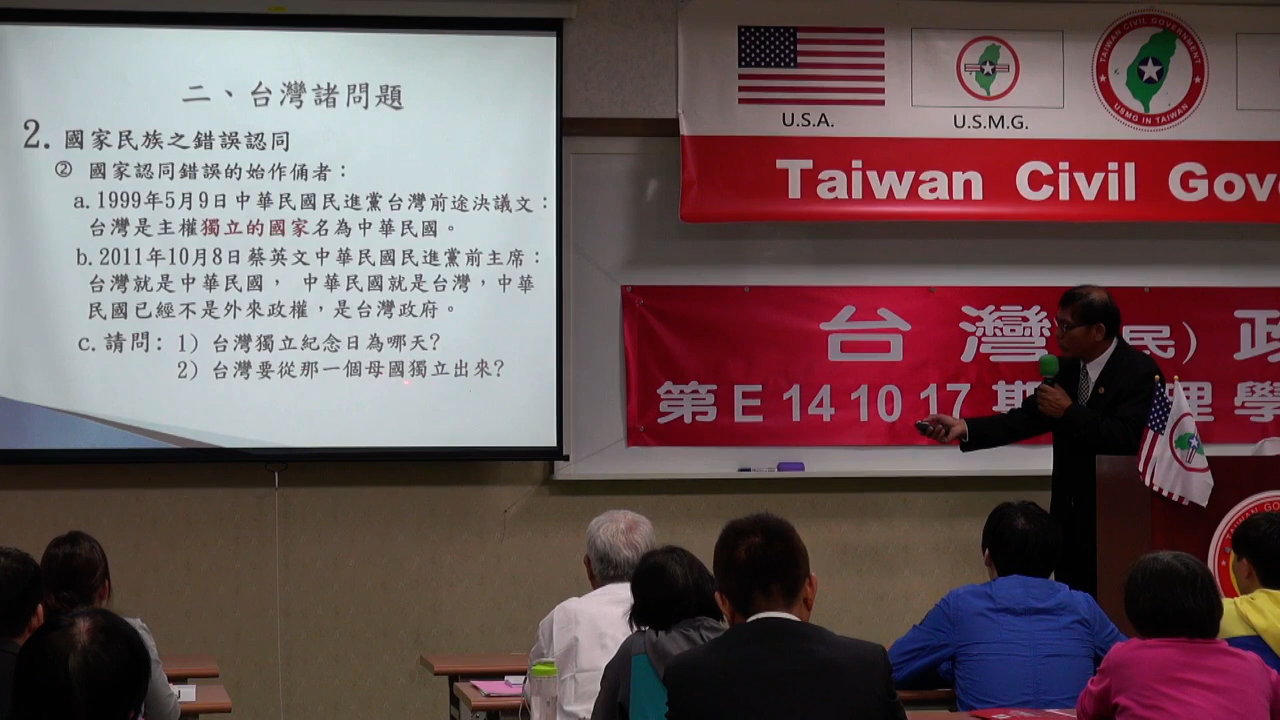 二、台灣諸問題
2. 國家民族之錯誤認同
② 國家認同錯誤的始作俑者：
a. 1999年5月9日中華民國民進黨台灣前途決議文：
台灣是主權獨立的國家名為中華民國。
b. 2011年10月8日蔡英文中華民國民進黨前主席：
台灣就是中華民國， 中華民國就是台灣，中華
民國已經不是外來政權，是台灣政府。
c. 請問： 1) 台灣獨立紀念日為哪天?
2) 台灣要從那一個母國獨立出來?
U.S.A.
U.S.M.G.
TAIWAN CIVIL GOVERNMENT
USMG IN TAIWAN
Taiwan Civil Gov
台灣 民）政
第E 14 10 17 期 理學